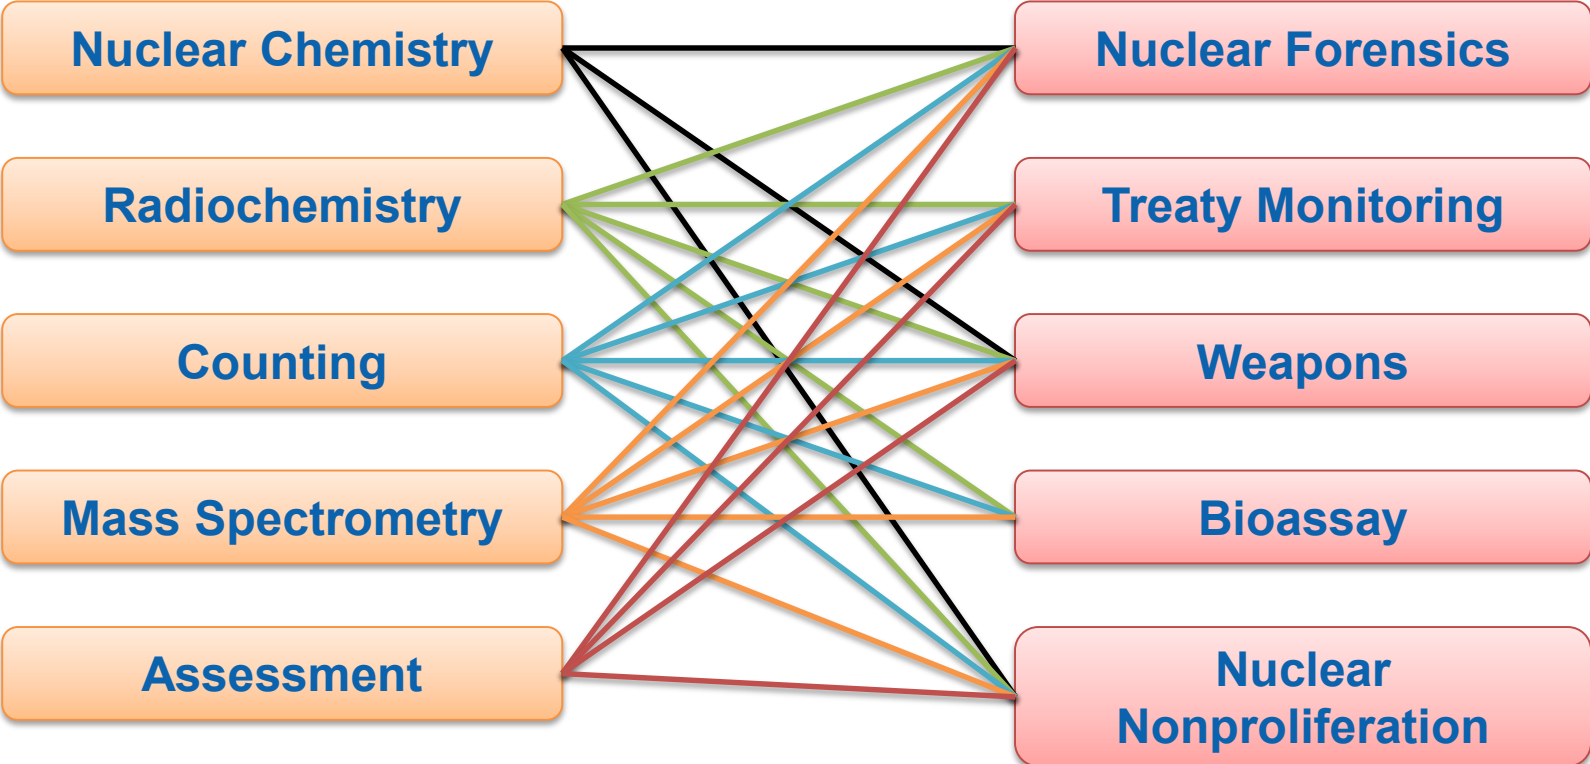 Nuclear Chemistry
Nuclear Forensics
Radiochemistry
Treaty Monitoring
Counting
Weapons
Mass Spectrometry
Bioassay
Assessment
Nuclear
Nonproliferation